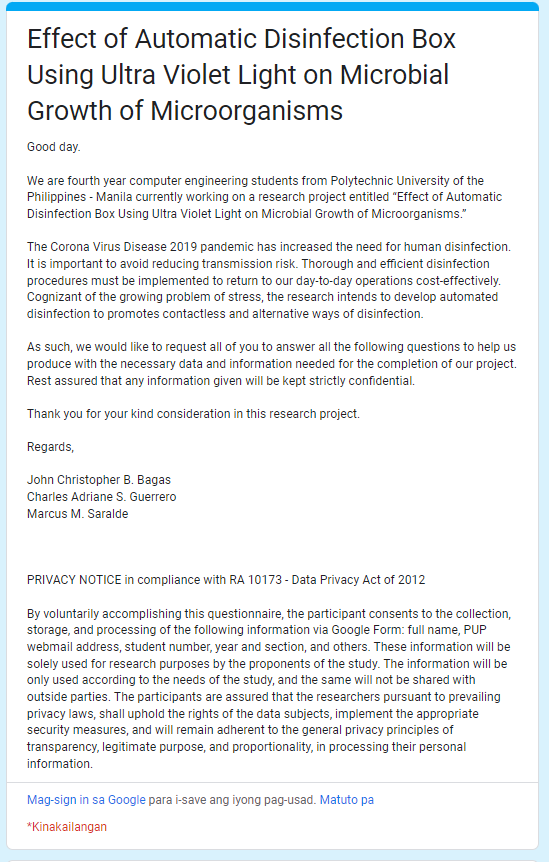 Effect of Automatic Disinfection Box
Using Ultra Violet Light on Microbial
Growth of Microorganisms
Good day.
We are fourth year computer engineering students from Polytechnic University of the
Philippines - Manila currently working on a research project entitled “Effect of Automatic
Disinfection Box Using Ultra Violet Light on Microbial Growth of Microorganisms.”
The Corona Virus Disease 2019 pandemic has increased the need for human disinfection.
It is important to avoid reducing transmission risk. Thorough and efficient disinfection
procedures must be implemented to return to our day-to-day operations cost-effectively.
Cognizant of the growing problem of stress, the research intends to develop automated
disinfection to promotes contactless and alternative ways of disinfection.
As such, we would like to request all of you to answer all the following questions to help us
produce with the necessary data and information needed for the completion of our project.
Rest assured that any information given will be kept strictly confidential.
Thank you for your kind consideration in this research project.
Regards,
John Christopher B. Bagas
Charles Adriane S. Guerrero
Marcus M. Saralde
PRIVACY NOTICE in compliance with RA 10173 - Data Privacy Act of 2012
By voluntarily accomplishing this questionnaire, the participant consents to the collection,
storage, and processing of the following information via Google Form: full name, PUP
webmail address, student number, year and section, and others. These information will be
solely used for research purposes by the proponents of the study. The information will be
only used according to the needs of the study, and the same will not be shared with
outside parties. The participants are assured that the researchers pursuant to prevailing
privacy laws, shall uphold the rights of the data subjects, implement the appropriate
security measures, and will remain adherent to the general privacy principles of
transparency, legitimate purpose, and proportionality, in processing their personal
information.
Mag-sign in sa Google para i-save ang iyong pag-usad. Matuto pa
*Kinakailangan